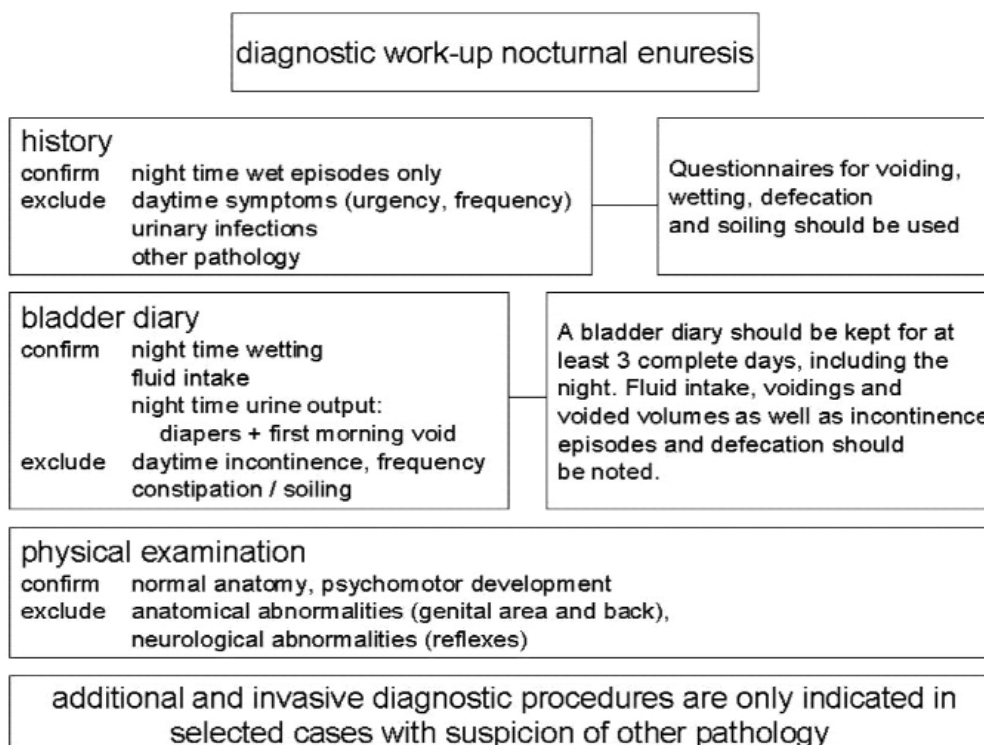 diagnostic work-up nocturnal enuresis
history
confirm night time wet episodes only
exclude daytime symptoms (urgency, frequency)
urinary infections
other pathology
Questionnaires for voiding,
wetting, defecation
and soiling should be used
bladder diary
confirm night time wetting
fluid intake
night time urine output:
diapers + first morning void
exclude daytime incontinence, frequency
constipation / soiling
A bladder diary should be kept for at
least 3 complete days, including the
night. Fluid intake, voidings and
voided volumes as well as incontinence
episodes and defecation should
be noted.
physical examination
confirm normal anatomy, psychomotor development
exclude anatomical abnormalities (genital area and back),
neurological abnormalities (reflexes)
additional and invasive diagnostic procedures are only indicated in
selected cases with suspicion of other pathology